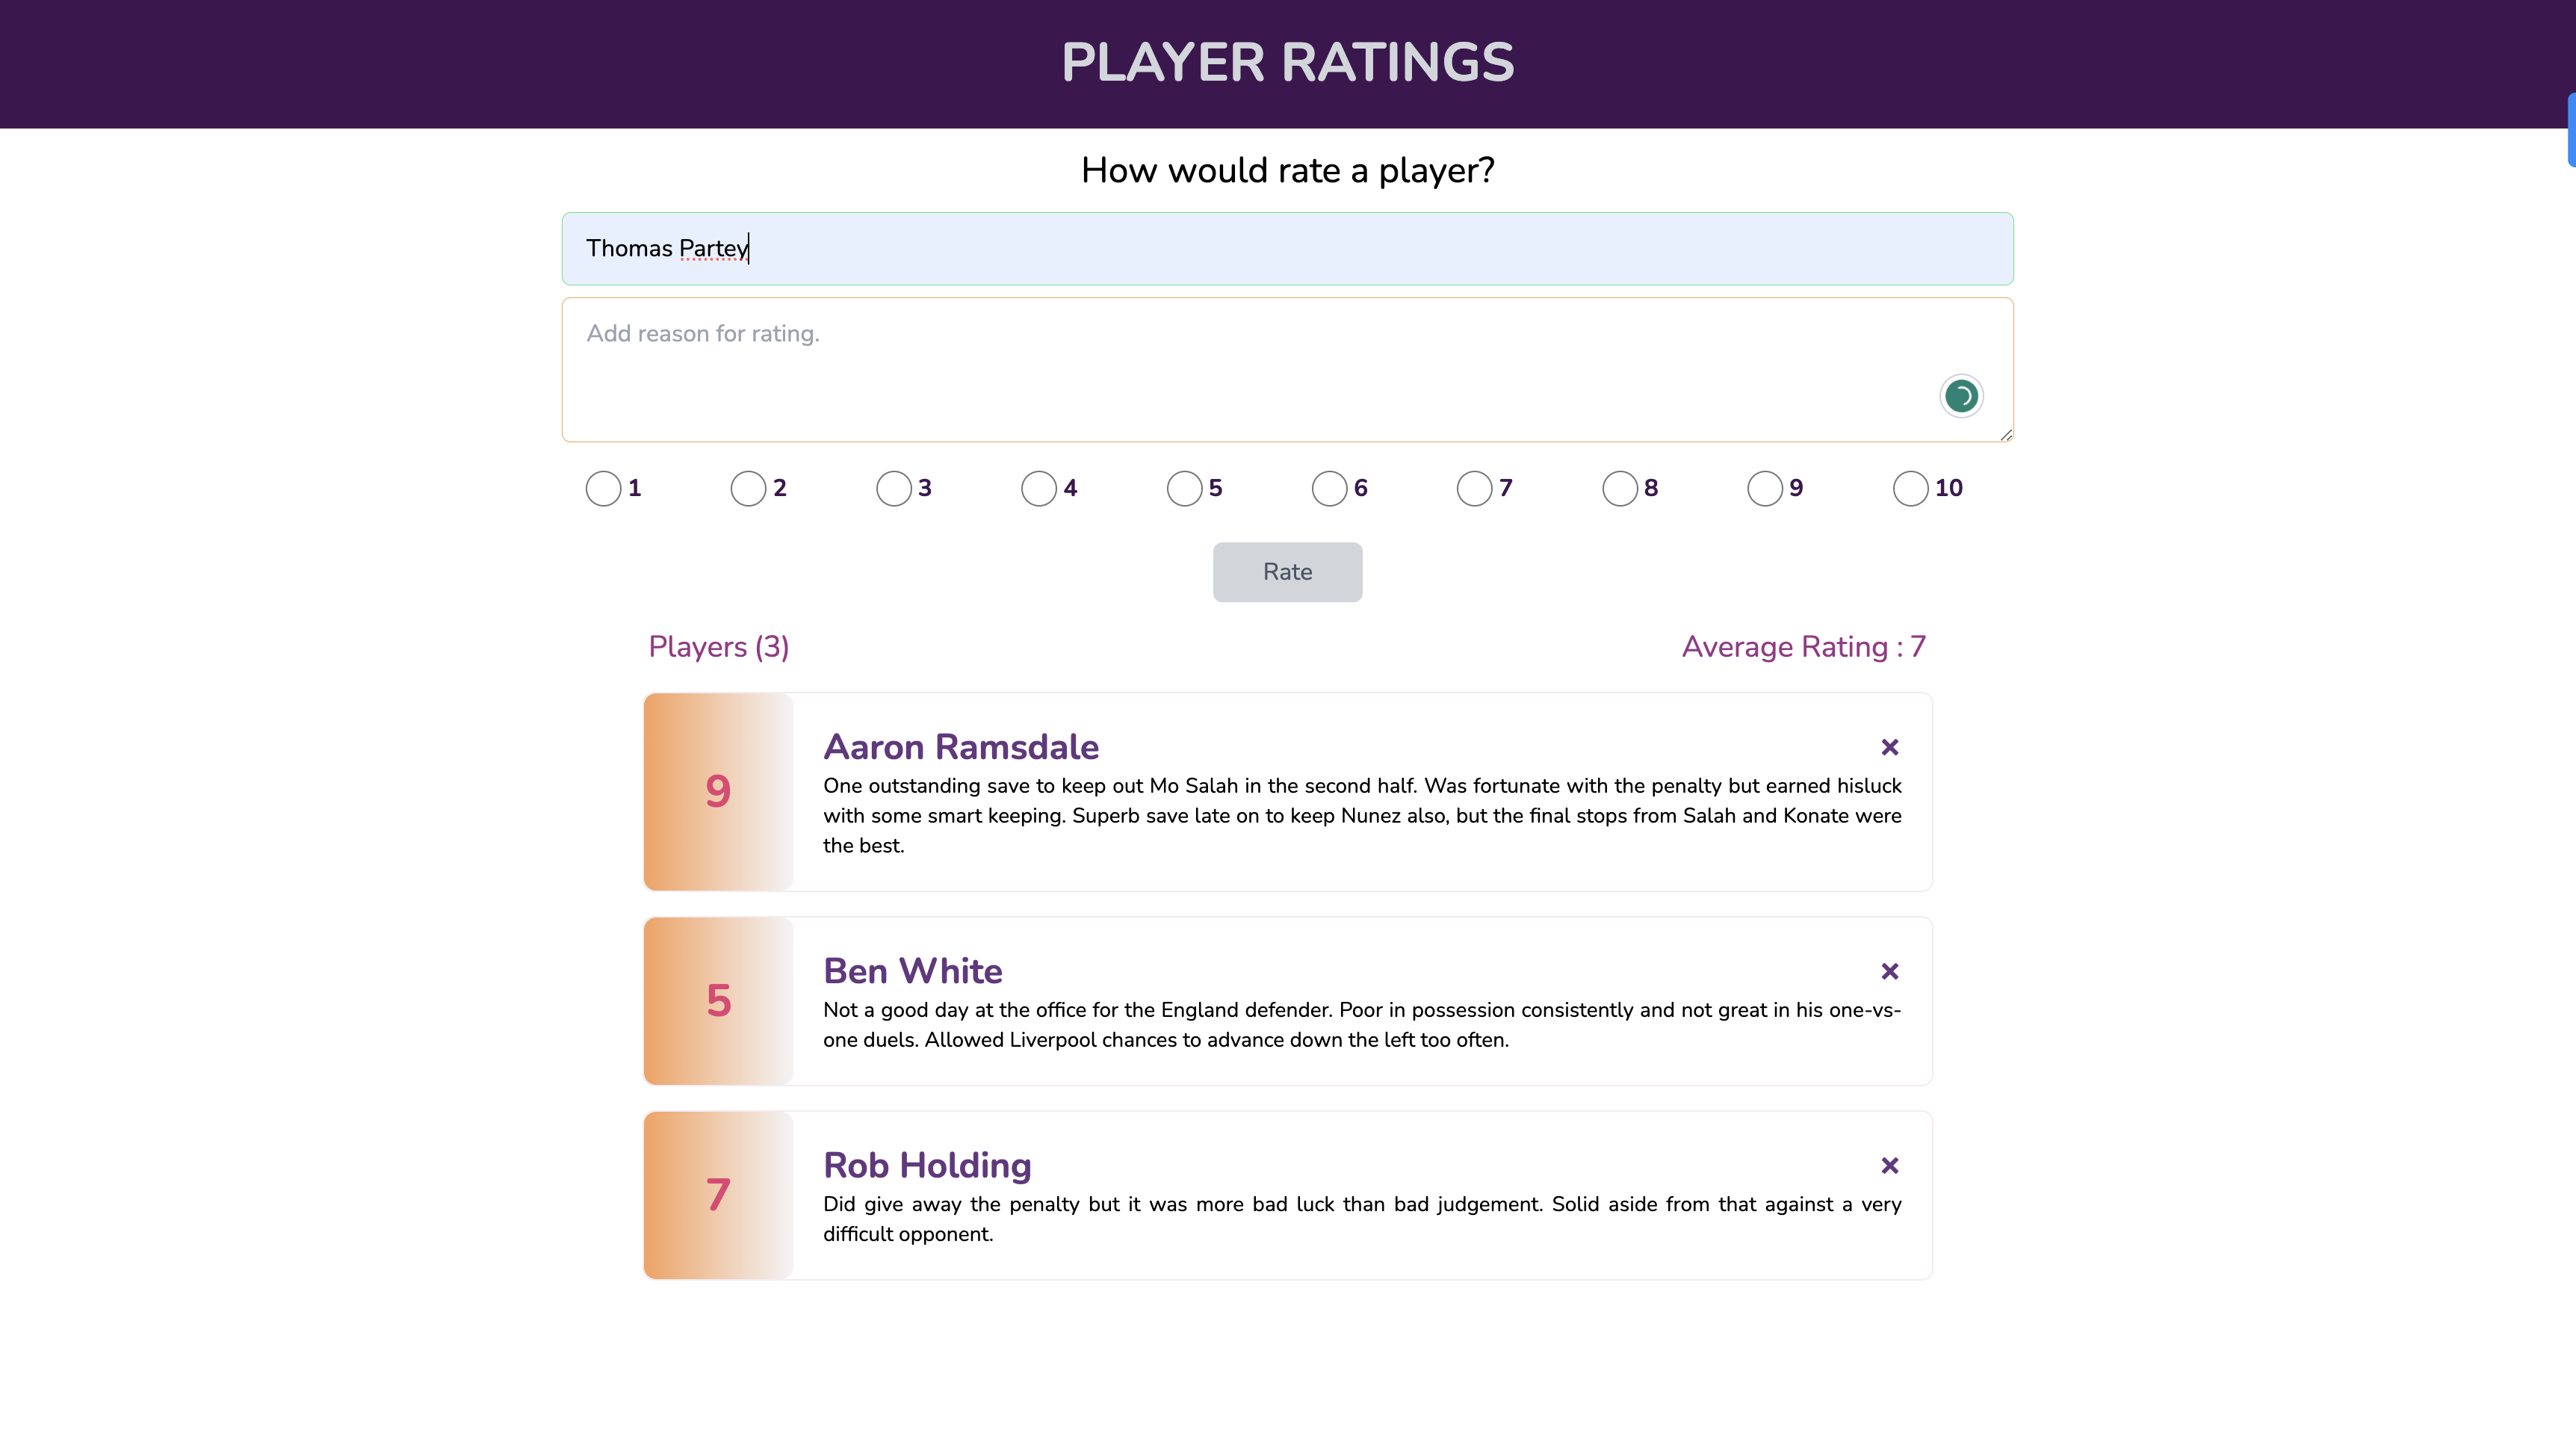 PLAYER RATINGS
How would rate a player?
Thomas Partey
Add reason for rating.
1 2 3 4 5 6 7 8 9 10
Rate
Players (3) Average Rating : 7
9
Aaron Ramsdale
One outstanding save to keep out Mo Salah in the second half. Was fortunate with the penalty but earned hisluck
with some smart keeping. Superb save late on to keep Nunez also, but the final stops from Salah and Konate were
the best.
5
Ben White
Not a good day at the office for the England defender. Poor in possession consistently and not great in his one-vs-
one duels. Allowed Liverpool chances to advance down the left too often.
7
Rob Holding
Did give away the penalty but it was more bad luck than bad judgement. Solid aside from that against a very
difficult opponent.